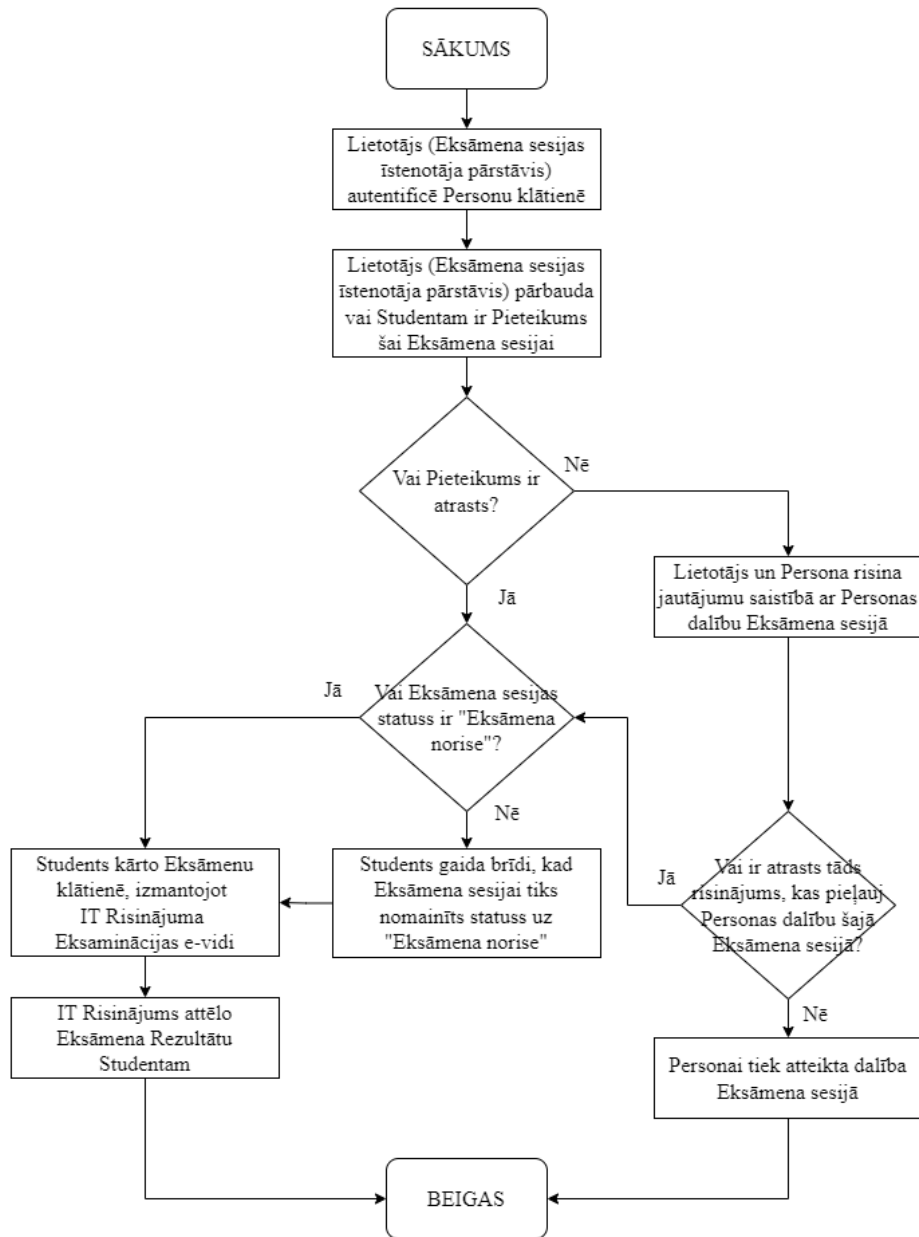 SĀKUMS
Lietotājs (Eksāmena sesijas
īstenotāja pārstāvis)
autentificē Personu klātienē
Lietotājs (Eksāmena sesijas
īstenotāja pārstāvis) pārbauda
vai Studentam ir Pieteikums
šai Eksāmena sesijai
Vai Pieteikums ir
atrasts?
Nē
Jā
Lietotājs un Persona risina
jautājumu saistībā ar Personas
dalību Eksāmena sesijā
Vai Eksāmena sesijas
statuss ir "Eksāmena
norise"?
Jā
Nē
Students kārto Eksāmenu
klātienē, izmantojot
IT Risinājuma
Eksaminācijas e-vidi
Students gaida brīdi, kad
Eksāmena sesijai tiks
nomainīts statuss uz
"Eksāmena norise"
Jā
Vai ir atrasts tāds
risinājums, kas pieļauj
Personas dalību šajā
Eksāmena sesijā?
Nē
IT Risinājums attēlo
Eksāmena Rezultātu
Studentam
Personai tiek atteikta dalība
Eksāmena sesijā
BEIGAS